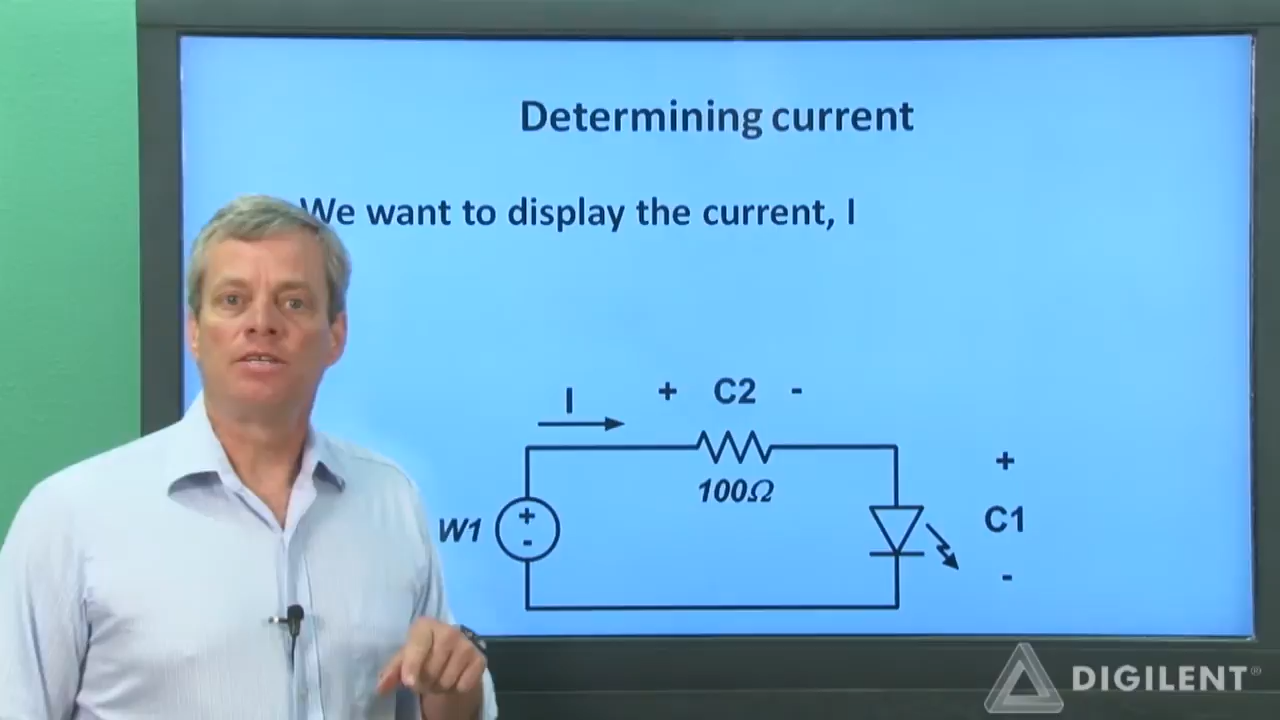 Determining current
We want to display the current, I
I
+ C2 -
100Ω
W1
+
-
+
C1
-
DIGILENT®